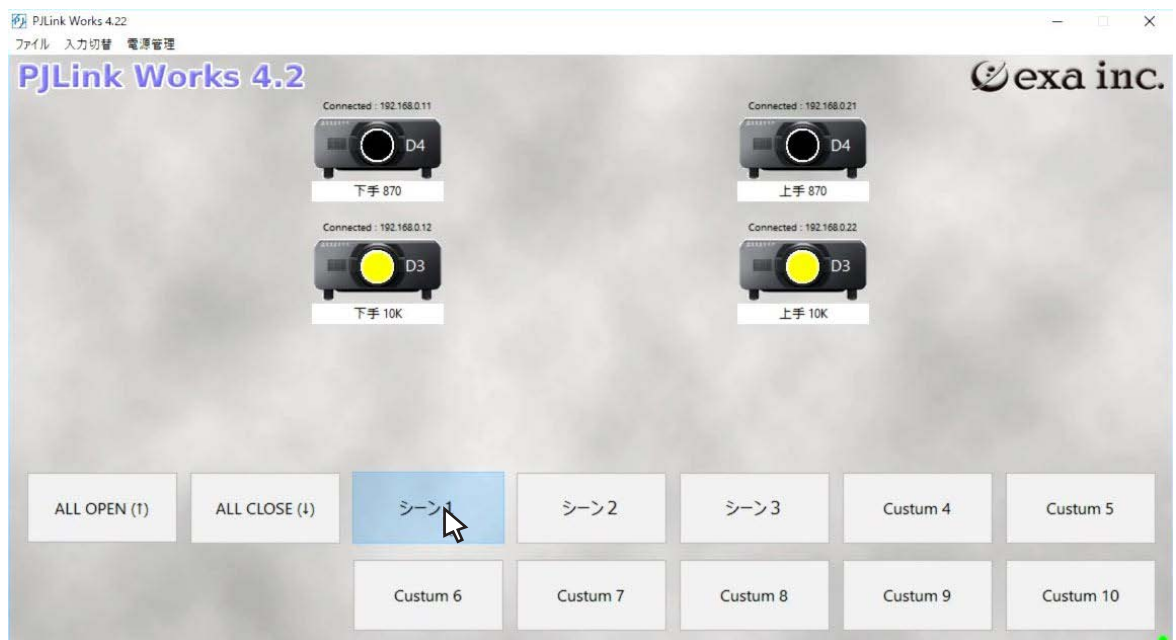 PJLink Works 4.22
ファイル 入力切替 電源管理
PJLink Works 4.2
exa inc.
Connected : 192.168.0.11
Connected : 192.168.0.21
D4
D4
下手 870
上手 870
Connected : 192.168.0.12
Connected : 192.168.0.22
D3
D3
下手 10K
上手 10K
ALL OPEN (↑)
ALL CLOSE (↓)
シーン1
シーン2
シーン3
Custum 4
Custum 5
Custum 6
Custum 7
Custum 8
Custum 9
Custum 10